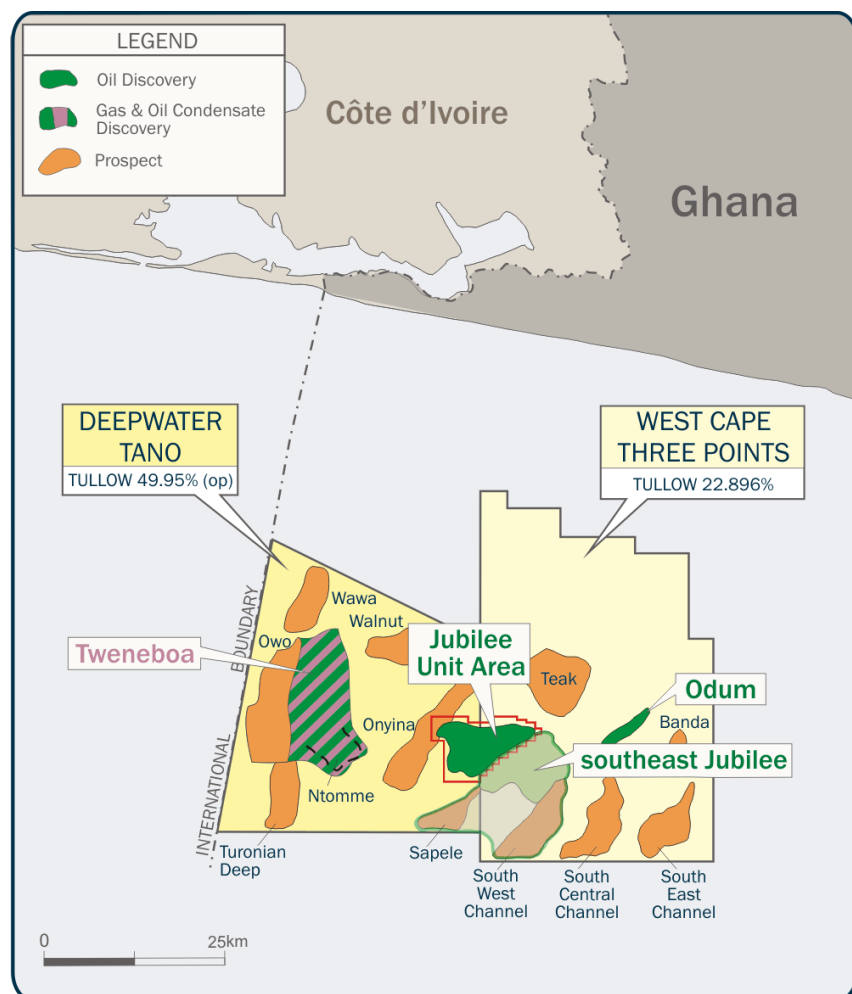 LEGEND
Oil Discovery
Gas & Oil Condensate
Discovery
Prospect
Côte d'Ivoire
Ghana
DEEPWATER
TANO
TULLOW 49.95% (op)
WEST CAPE
THREE POINTS
TULLOW 22.896%
INTERNATIONAL BOUNDARY
Wawa
Walnut
Owo
Tweneboa
Jubilee
Unit Area
Teak
Odum
Onyina
Banda
southeast Jubilee
Ntomme
Turonian
Deep
Sapele
South
West
Channel
South
Central
Channel
South
East
Channel
0
25km